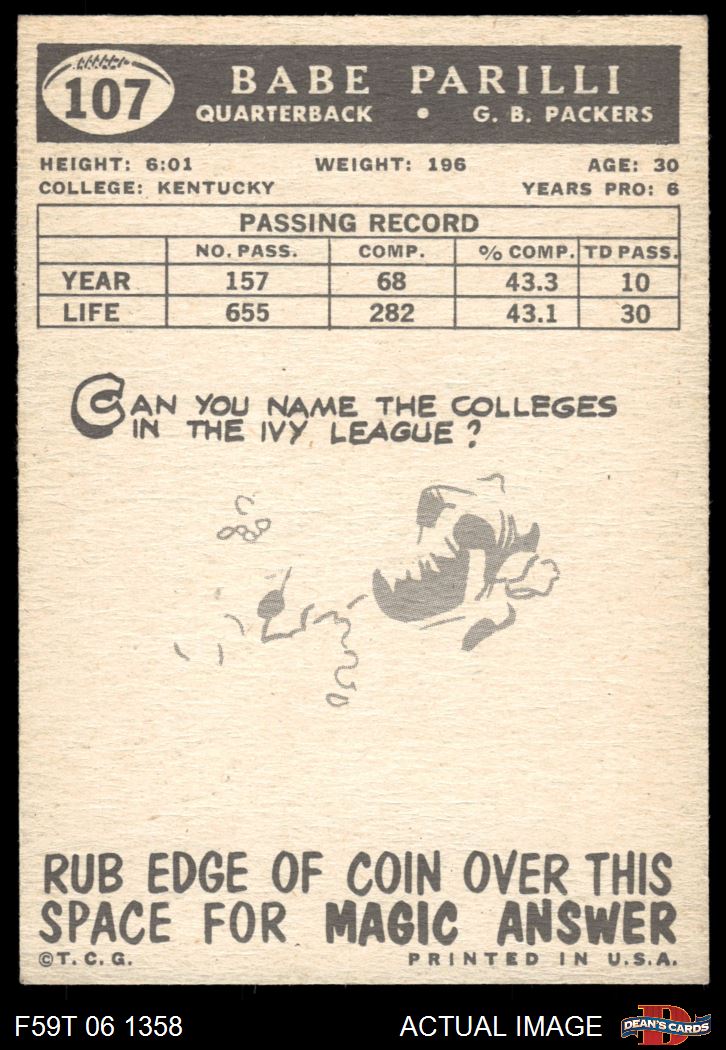 107
BABE PARILLI
QUARTERBACK • G. B. PACKERS
HEIGHT: 6:01 WEIGHT: 196 AGE: 30
COLLEGE: KENTUCKY YEARS PRO: 6
PASSING RECORD
NO. PASS. COMP. % COMP. TD PASS.
YEAR 157 68 43.3 10
LIFE 655 282 43.1 30
CAN YOU NAME THE COLLEGES
IN THE IVY LEAGUE?
RUB EDGE OF COIN OVER THIS
SPACE FOR MAGIC ANSWER
©T. C. G. PRINTED IN U.S.A.
F59T 06 1358 ACTUAL IMAGE D DEAN'S CARDS